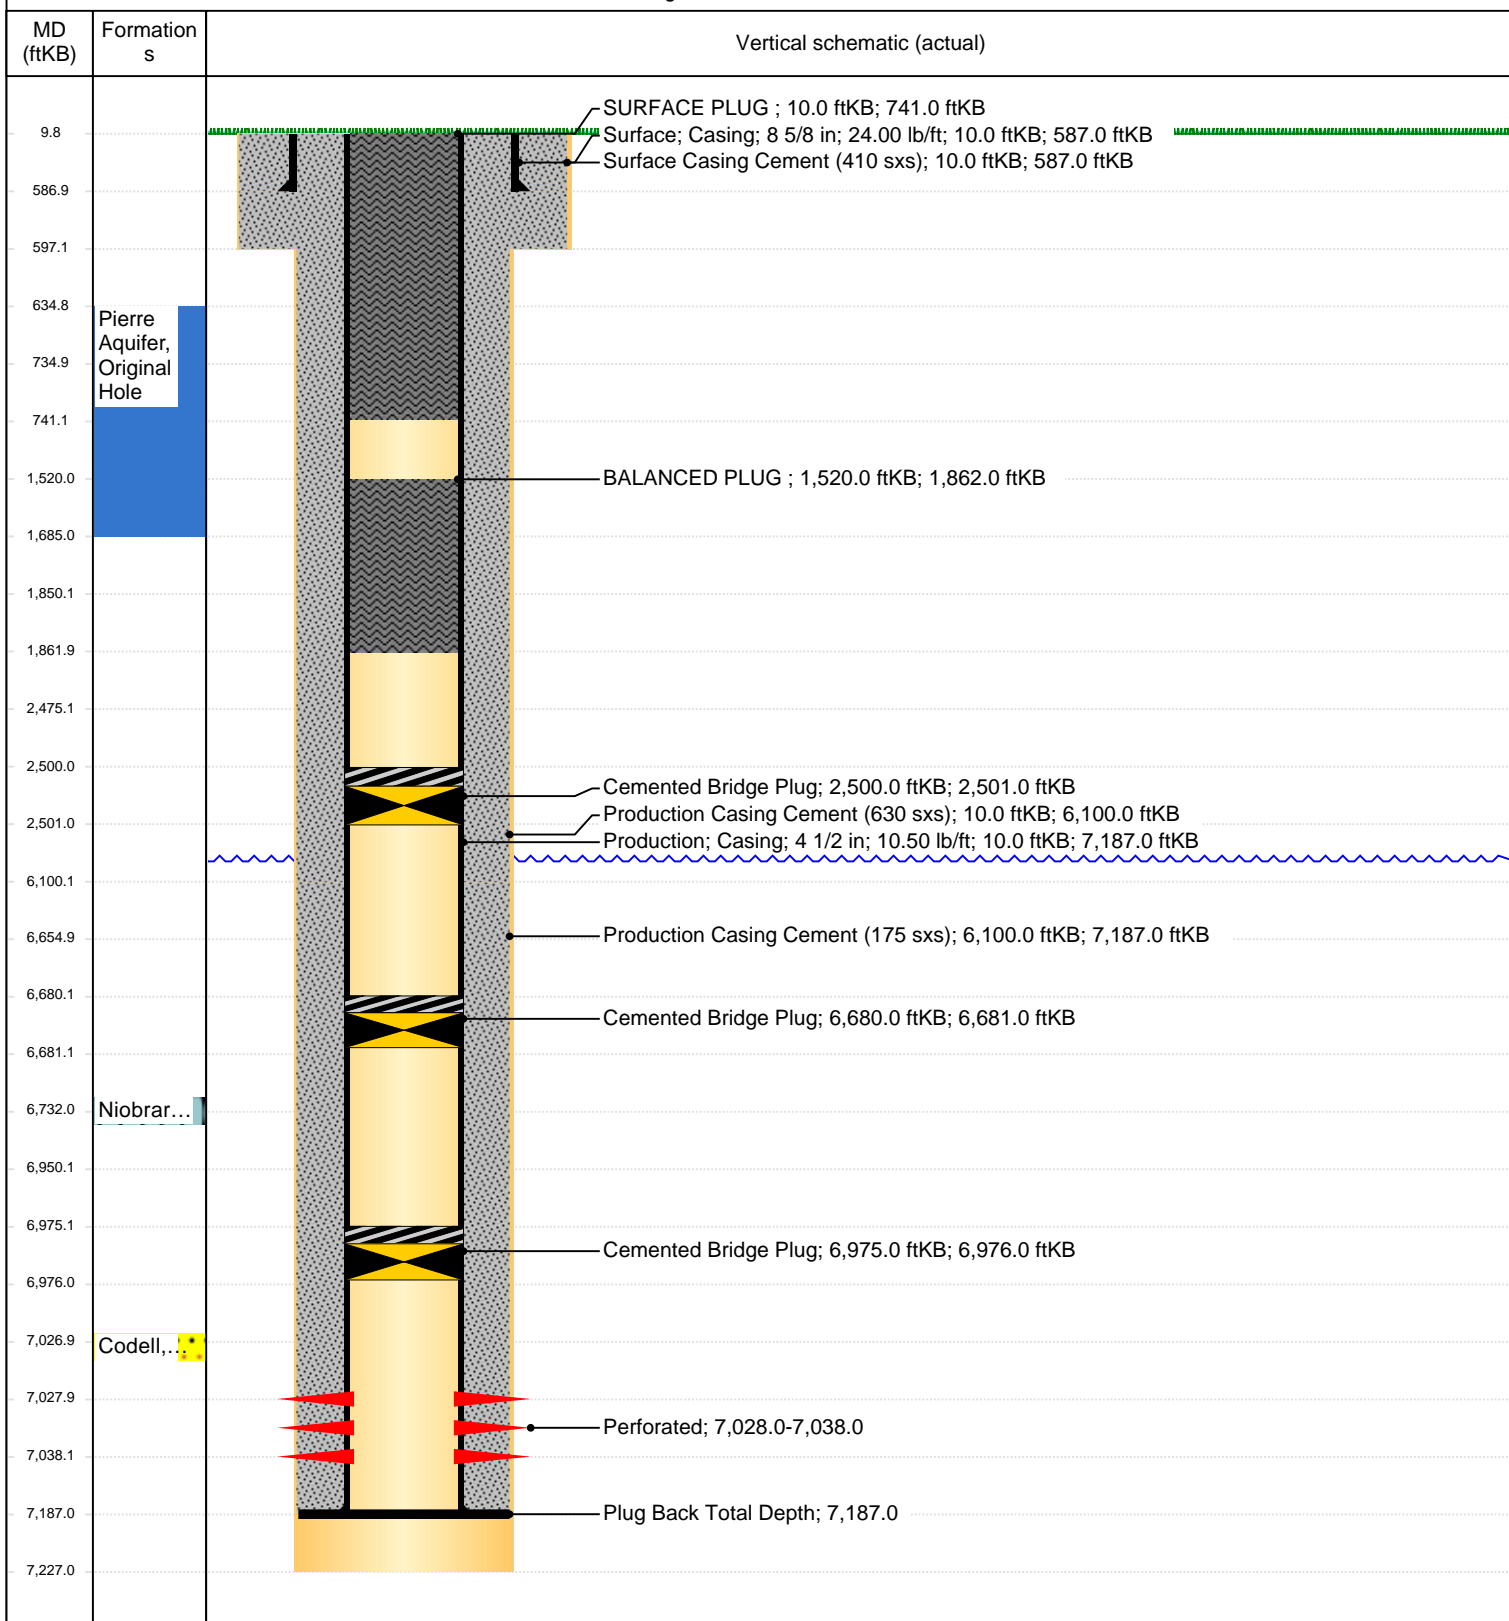 MD
(ftKB)
Formation
s
Vertical schematic (actual)
9.8
586.9
597.1
634.8
734.9
741.1
1,520.0
1,685.0
1,850.1
1,861.9
2,475.1
2,500.0
2,501.0
6,100.1
6,654.9
6,680.1
6,681.1
6,732.0
6,950.1
6,975.1
6,976.0
7,026.9
7,027.9
7,038.1
7,187.0
7,227.0
Pierre
Aquifer,
Original
Hole
Niobrar…
Codell,…
SURFACE PLUG ; 10.0 ftKB; 741.0 ftKB
Surface; Casing; 8 5/8 in; 24.00 lb/ft; 10.0 ftKB; 587.0 ftKB
Surface Casing Cement (410 sxs); 10.0 ftKB; 587.0 ftKB
BALANCED PLUG ; 1,520.0 ftKB; 1,862.0 ftKB
Cemented Bridge Plug; 2,500.0 ftKB; 2,501.0 ftKB
Production Casing Cement (630 sxs); 10.0 ftKB; 6,100.0 ftKB
Production; Casing; 4 1/2 in; 10.50 lb/ft; 10.0 ftKB; 7,187.0 ftKB
Production Casing Cement (175 sxs); 6,100.0 ftKB; 7,187.0 ftKB
Cemented Bridge Plug; 6,680.0 ftKB; 6,681.0 ftKB
Cemented Bridge Plug; 6,975.0 ftKB; 6,976.0 ftKB
Perforated; 7,028.0-7,038.0
Plug Back Total Depth; 7,187.0